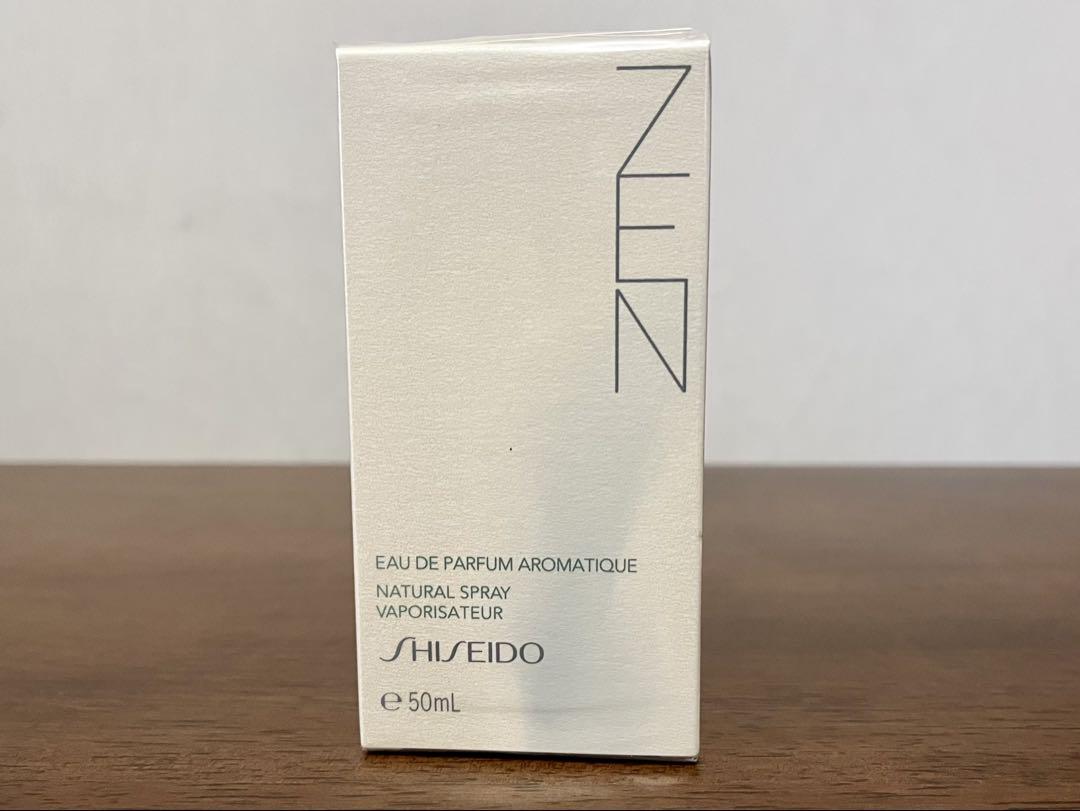 ZEN
EAU DE PARFUM AROMATIQUE
NATURAL SPRAY
VAPORISATEUR
SHISEIDO
℮ 50mL